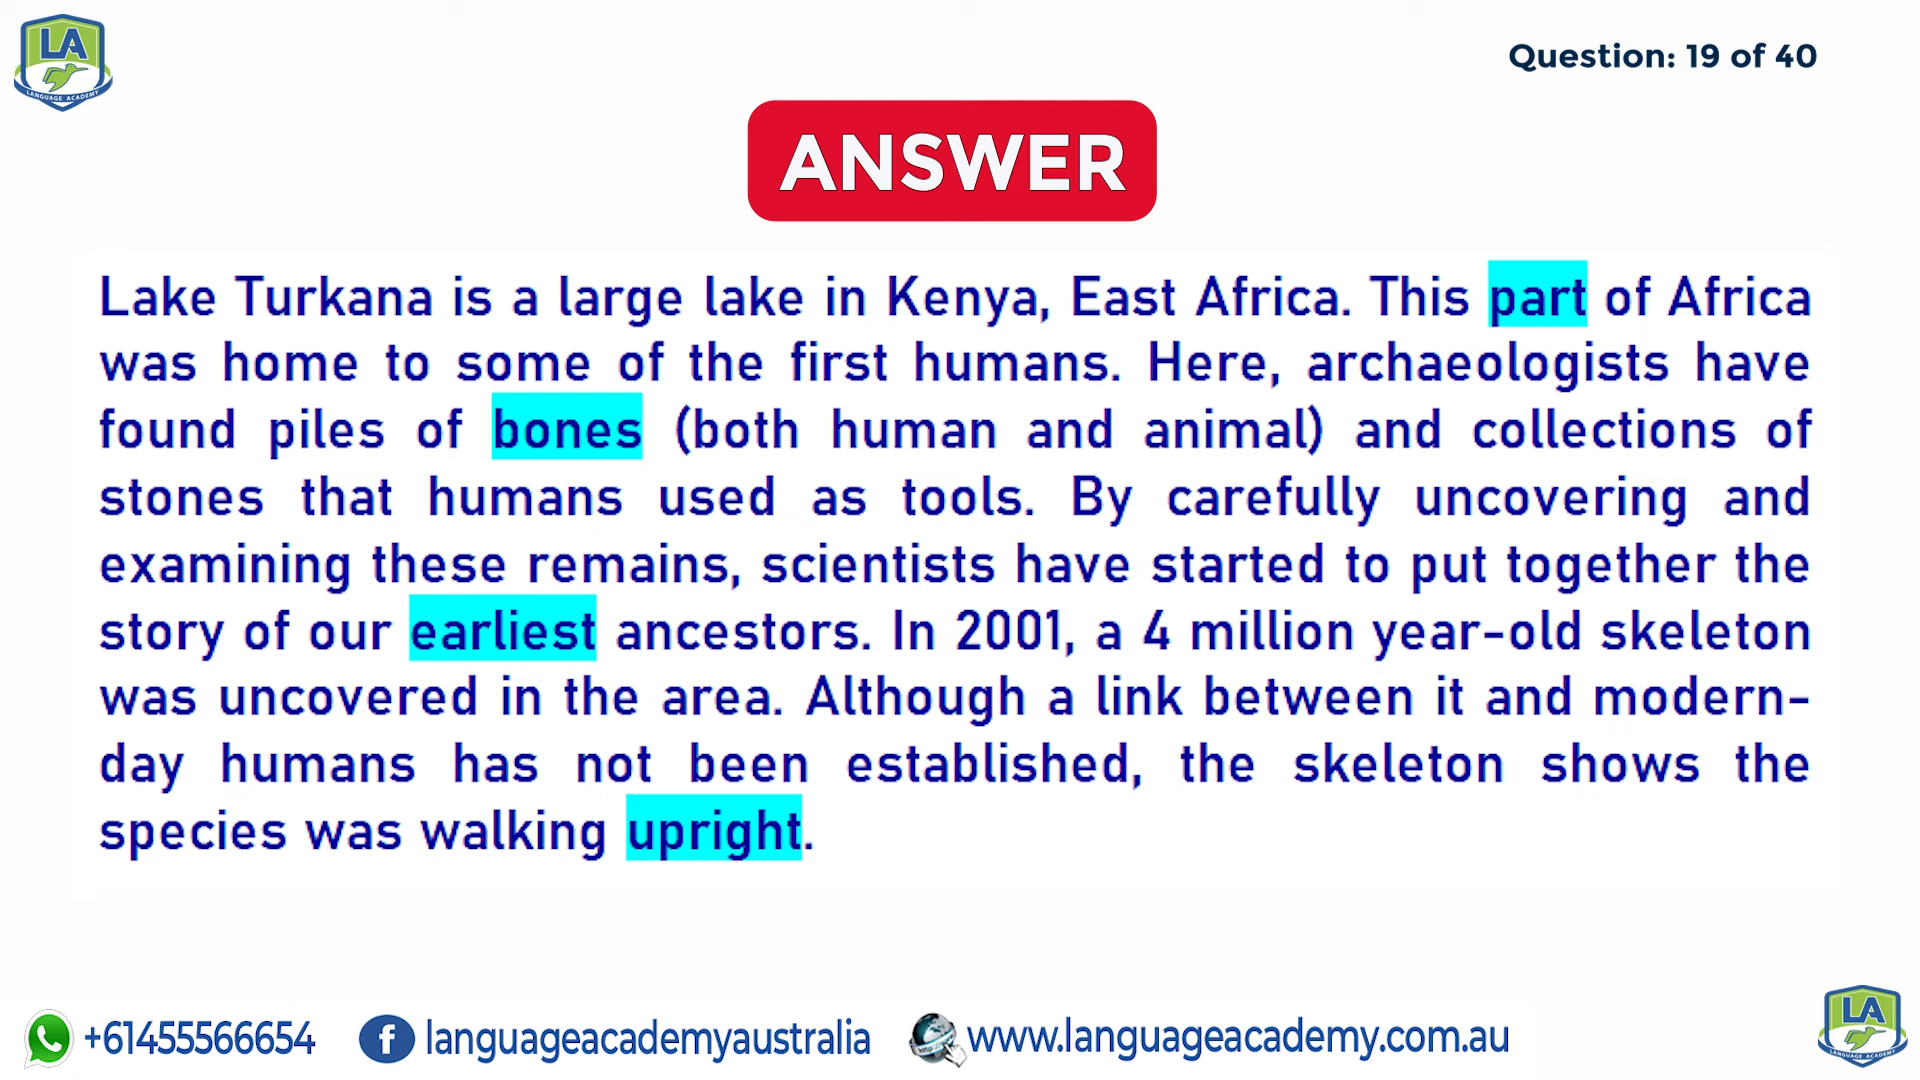 LA
LANGUAGE ACADEMY
Question: 19 of 40
ANSWER
Lake Turkana is a large lake in Kenya, East Africa. This part of Africa
was home to some of the first humans. Here, archaeologists have
found piles of bones (both human and animal) and collections of
stones that humans used as tools. By carefully uncovering and
examining these remains, scientists have started to put together the
story of our earliest ancestors. In 2001, a 4 million year-old skeleton
was uncovered in the area. Although a link between it and modern-
day humans has not been established, the skeleton shows the
species was walking upright.
+61455566654
f languageacademyaustralia
www.languageacademy.com.au
LA
LANGUAGE ACADEMY